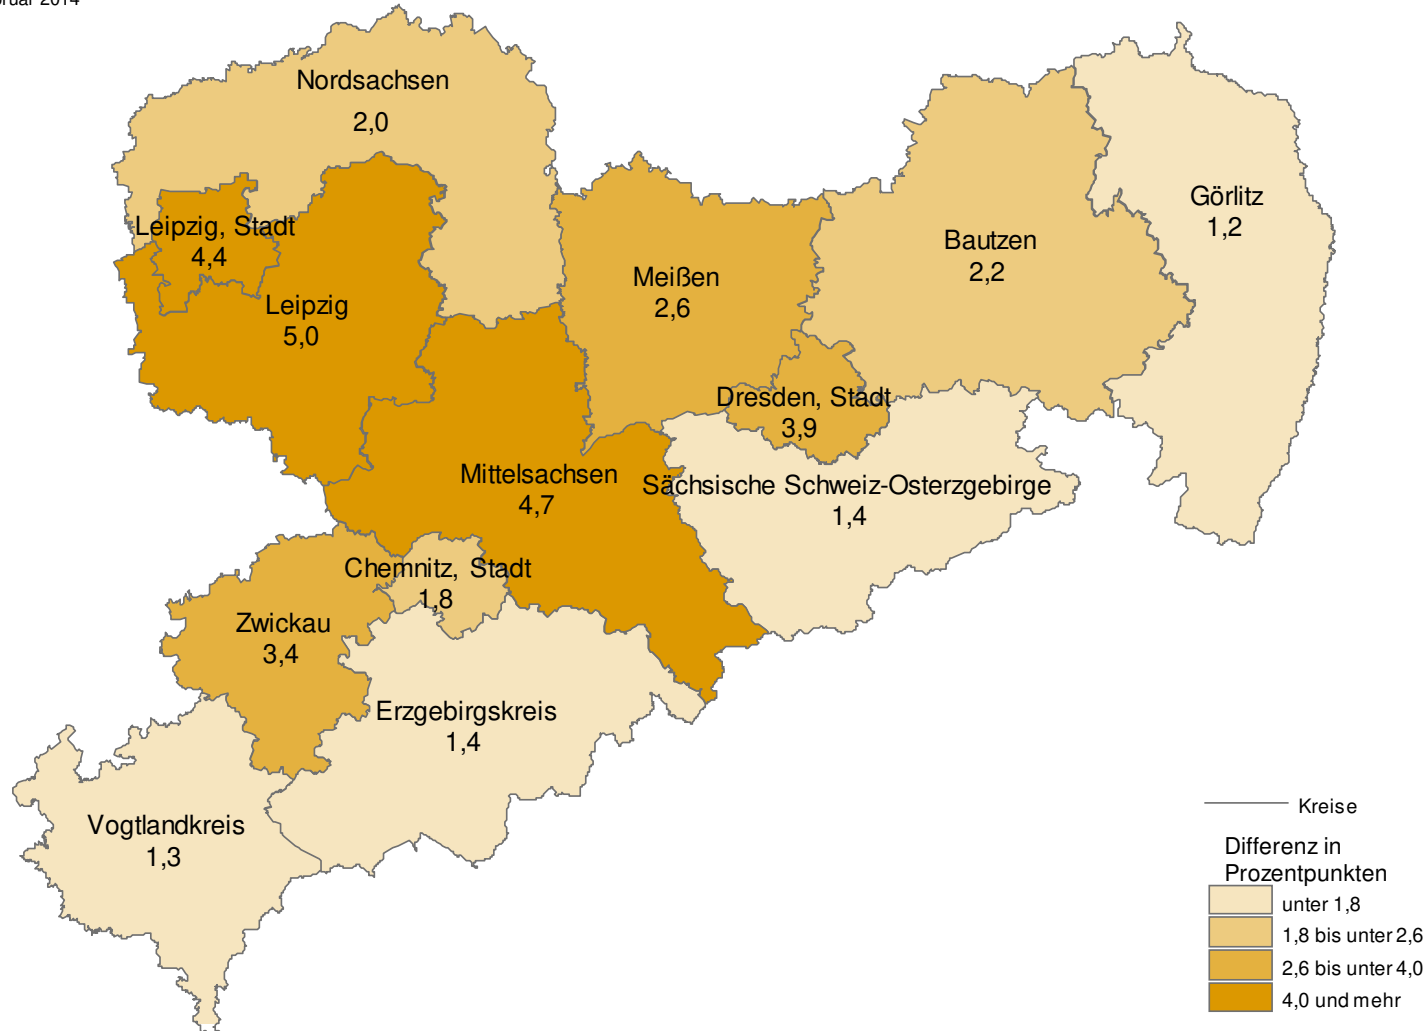 2014
Nordsachsen
2,0
Görlitz
1,2
Leipzig, Stadt
4,4
Bautzen
2,2
Meißen
2,6
Leipzig
5,0
Dresden, Stadt
3,9
Mittelsachsen
4,7
Sächsische Schweiz-Osterzgebirge
1,4
Chemnitz, Stadt
1,8
Zwickau
3,4
Erzgebirgskreis
1,4
Vogtlandkreis
1,3
Kreise
Differenz in
Prozentpunkten
unter 1,8
1,8 bis unter 2,6
2,6 bis unter 4,0
4,0 und mehr